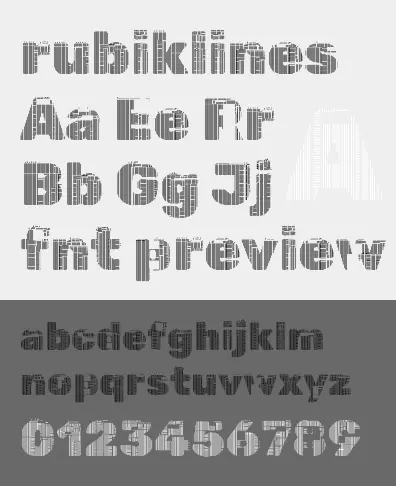 rubiklines
Aa Ee Rr
A
Bb Gg Jj
fnt preview
abcdefghijklm
nopqrstuvwxyz
0123456789